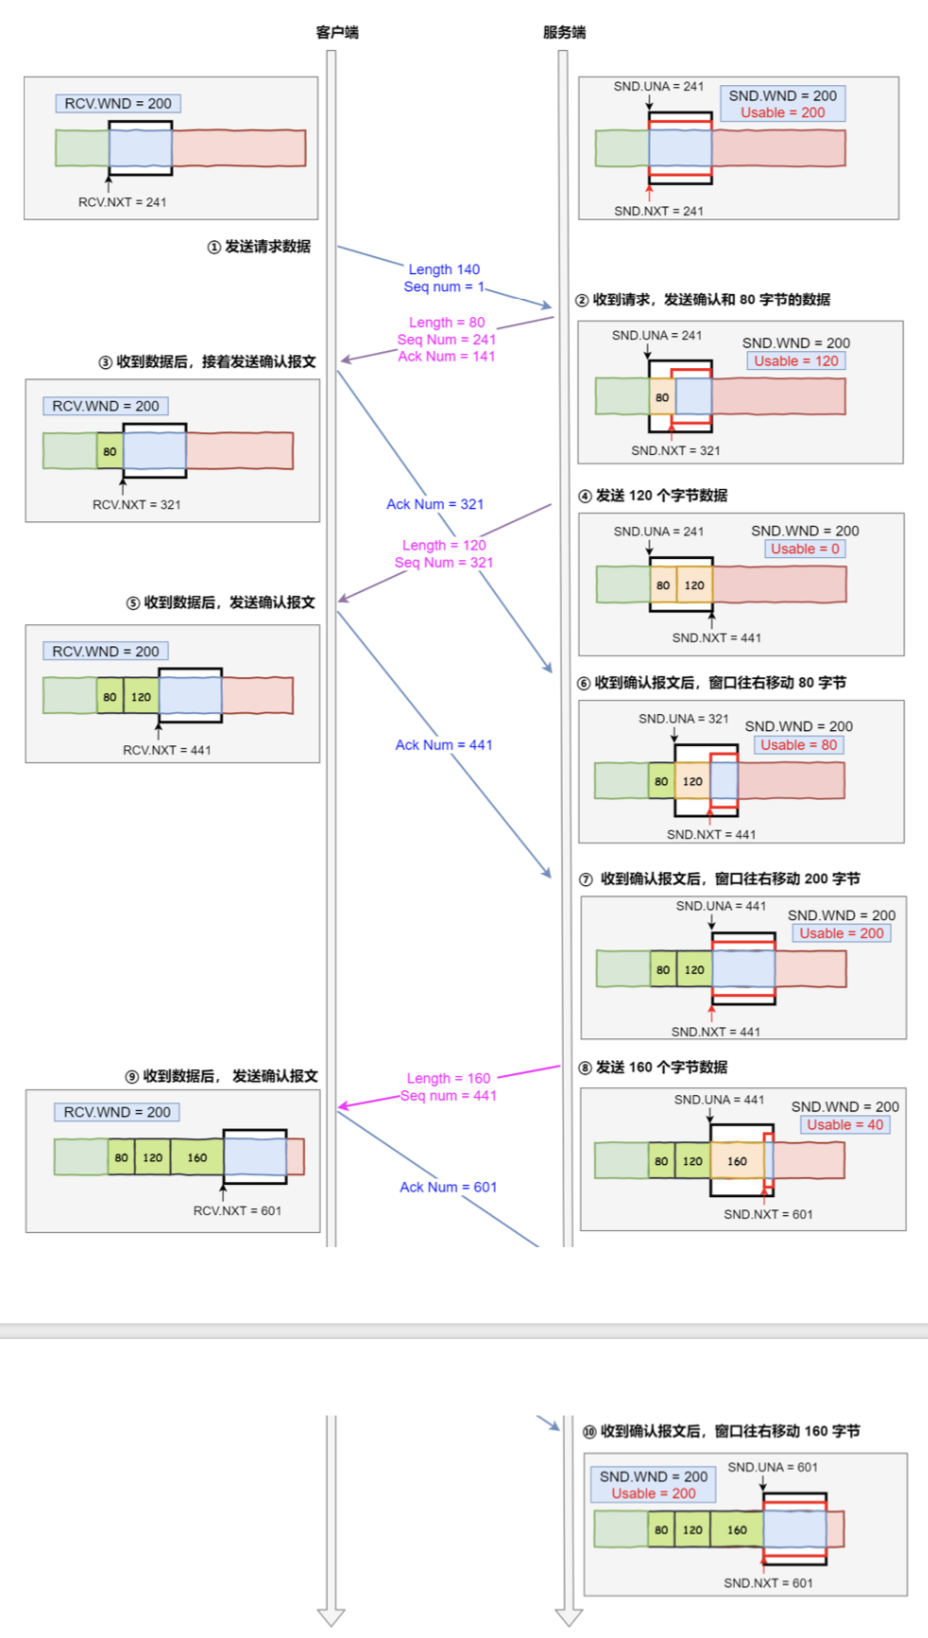 客户端
服务端
RCV.WND = 200
RCV.NXT = 241
SND.UNA = 241
SND.WND = 200
Usable = 200
SND.NXT = 241
① 发送请求数据
Length 140
Seq num = 1
② 收到请求，发送确认和 80 字节的数据
Length = 80
Seq Num = 241
Ack Num = 141
SND.UNA = 241
SND.WND = 200
Usable = 120
80
SND.NXT = 321
③ 收到数据后，接着发送确认报文
RCV.WND = 200
80
RCV.NXT = 321
Ack Num = 321
④ 发送 120 个字节数据
SND.UNA = 241
SND.WND = 200
Usable = 0
80 120
SND.NXT = 441
Length = 120
Seq Num = 321
⑤ 收到数据后，发送确认报文
RCV.WND = 200
80 120
RCV.NXT = 441
⑥ 收到确认报文后，窗口往右移动 80 字节
SND.UNA = 321
SND.WND = 200
Usable = 80
80 120
SND.NXT = 441
Ack Num = 441
⑦ 收到确认报文后，窗口往右移动 200 字节
SND.UNA = 441
SND.WND = 200
Usable = 200
80 120
SND.NXT = 441
⑧ 发送 160 个字节数据
Length = 160
Seq num = 441
SND.UNA = 441
SND.WND = 200
Usable = 40
80 120 160
SND.NXT = 601
⑨ 收到数据后， 发送确认报文
RCV.WND = 200
80 120 160
RCV.NXT = 601
Ack Num = 601
⑩ 收到确认报文后，窗口往右移动 160 字节
SND.UNA = 601
SND.WND = 200
Usable = 200
80 120 160
SND.NXT = 601